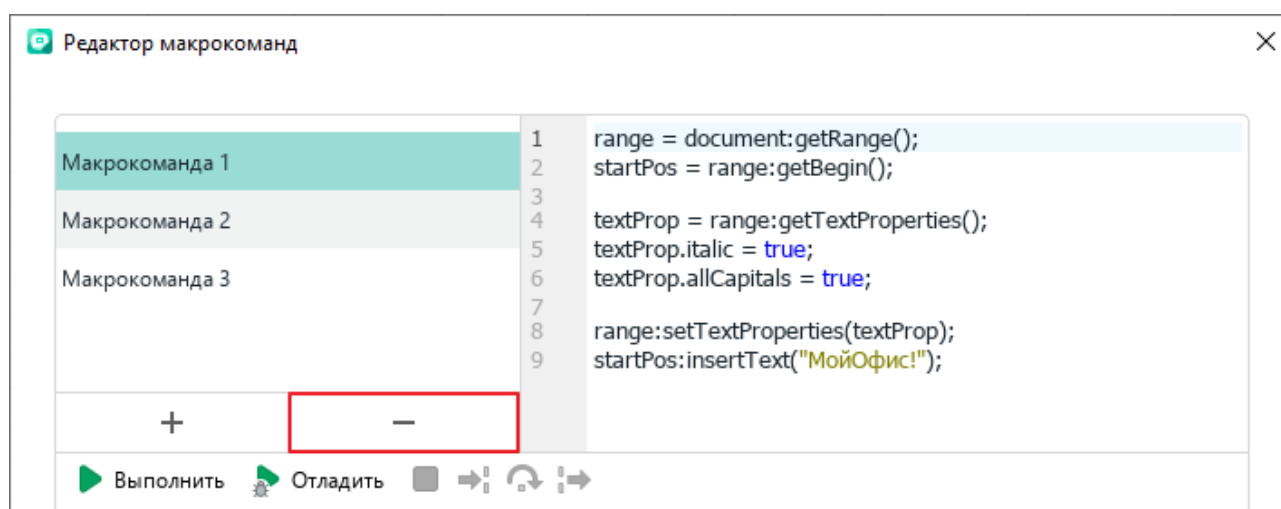 Редактор макрокоманд
Макрокоманда 1
Макрокоманда 2
Макрокоманда 3
1 range = document:getRange();
2 startPos = range:getBegin();
3
4 textProp = range:getTextProperties();
5 textProp.italic = true;
6 textProp.allCapitals = true;
7
8 range:setTextProperties(textProp);
9 startPos:insertText("МойОфис!");
+ −
Выполнить Отладить